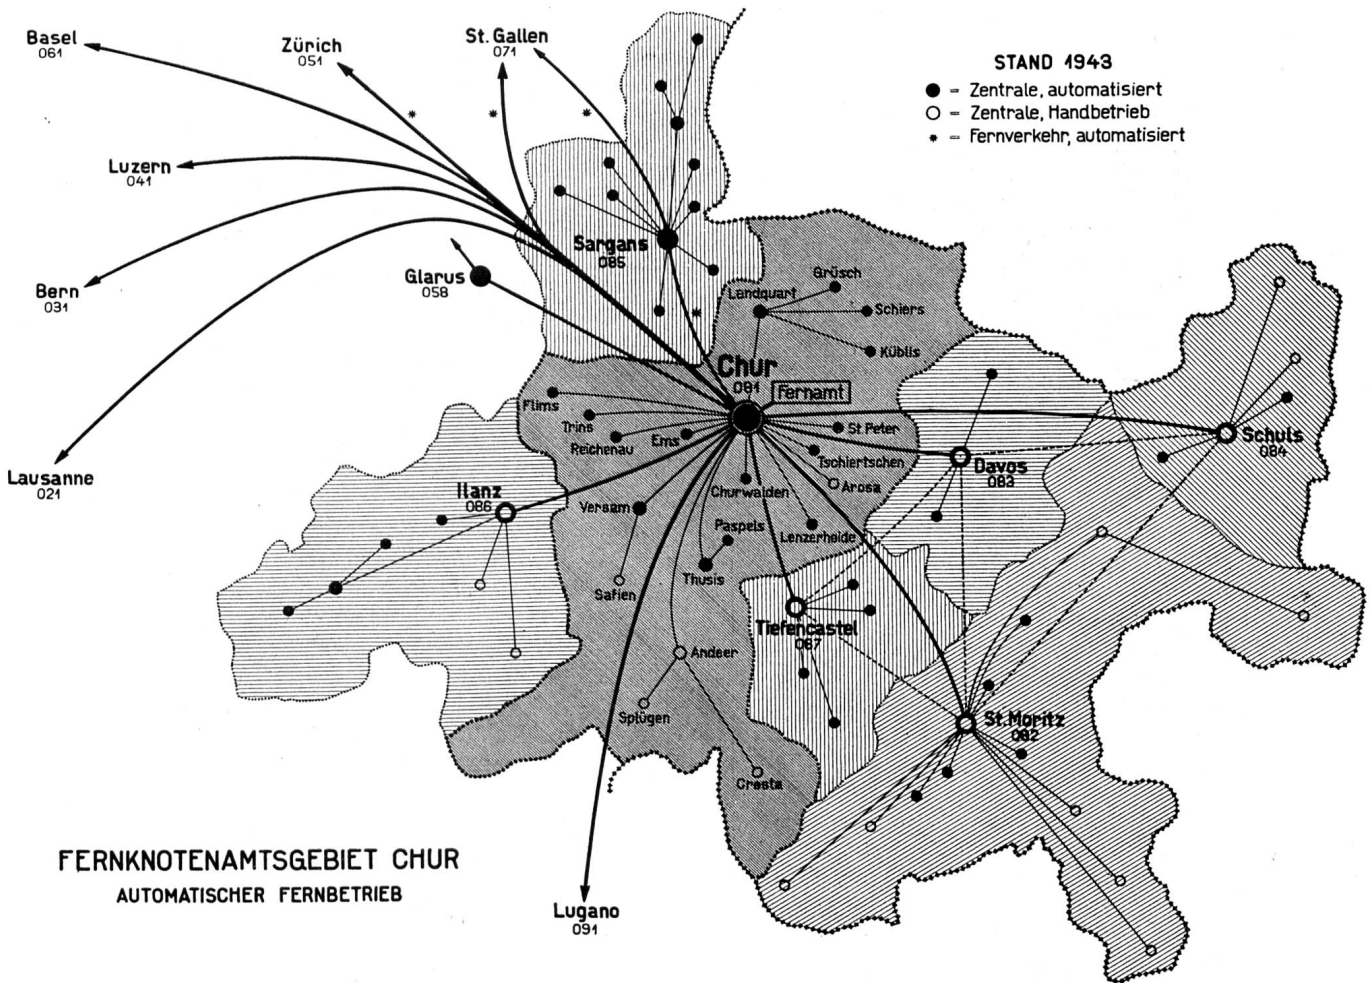 Basel
061
Zürich
051
St. Gallen
071
STAND 1943
● – Zentrale, automatisiert
○ – Zentrale, Handbetrieb
* – Fernverkehr, automatisiert
Luzern
041
Bern
031
Glarus
058
Sargans
085
Lausanne
021
Grüsch
Landquart
Schiers
Küblis
Chur
081
Fernamt
Flims
Trins
Reichenau
Ems
St. Peter
Tschiertschen
Arosa
Churwalden
Lenzerheide
Davos
083
Schuls
084
Ilanz
086
Versam
Paspels
Thusis
Safien
Tiefencastel
087
Andeer
Splügen
Cresta
St. Moritz
082
Lugano
091
FERNKNOTENAMTSGEBIET CHUR
AUTOMATISCHER FERNBETRIEB